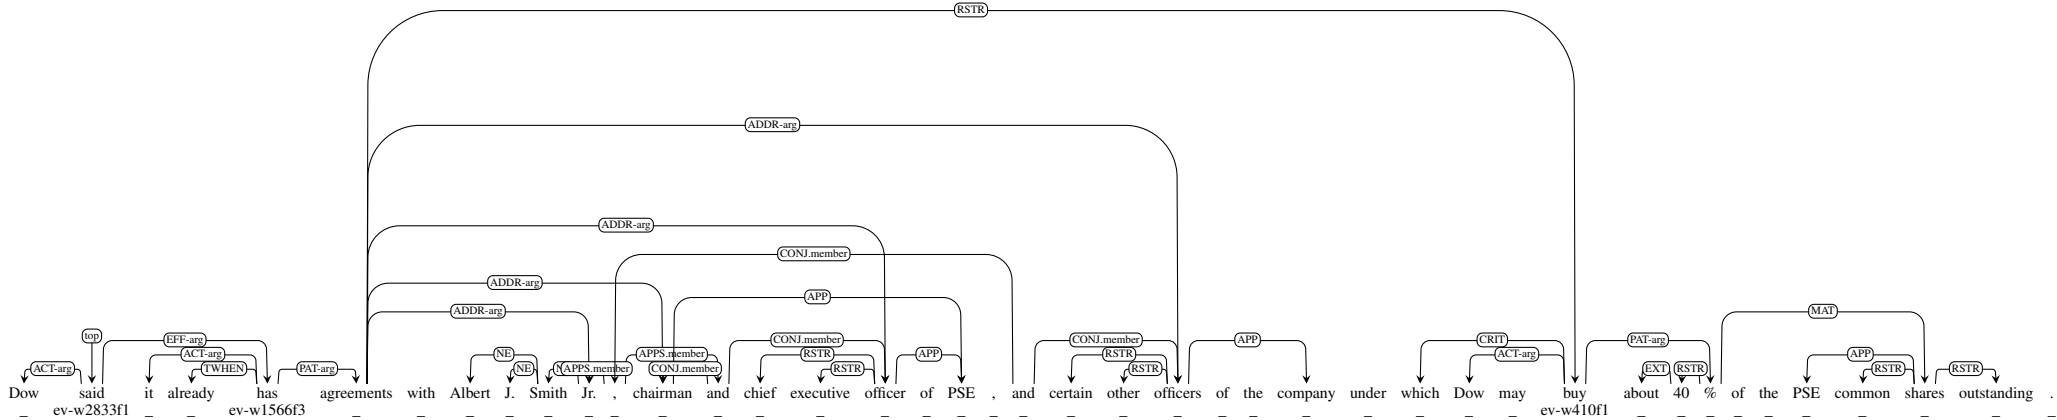 RSTR
ADDR-arg
ADDR-arg
CONJ.member
ADDR-arg
APP
ADDR-arg MAT
top EFF-arg CONJ.member CONJ.member APP CRIT PAT-arg
ACT-arg NE APPS.member RSTR APP RSTR ACT-arg APP
ACT-arg TWHEN PAT-arg NE APPS.member CONJ.member RSTR RSTR EXT RSTR RSTR RSTR
Dow said it already has agreements with Albert J. Smith Jr. , chairman and chief executive officer of PSE , and certain other officers of the company under which Dow may buy about 40 % of the PSE common shares outstanding .
ev-w2833f1 ev-w1566f3 ev-w410f1
_ _ _ _ _ _ _ _ _ _ _ _ _ _ _ _ _ _ _ _ _ _ _ _ _ _ _ _ _ _ _ _ _ _ _ _ _ _ _ _ _ _